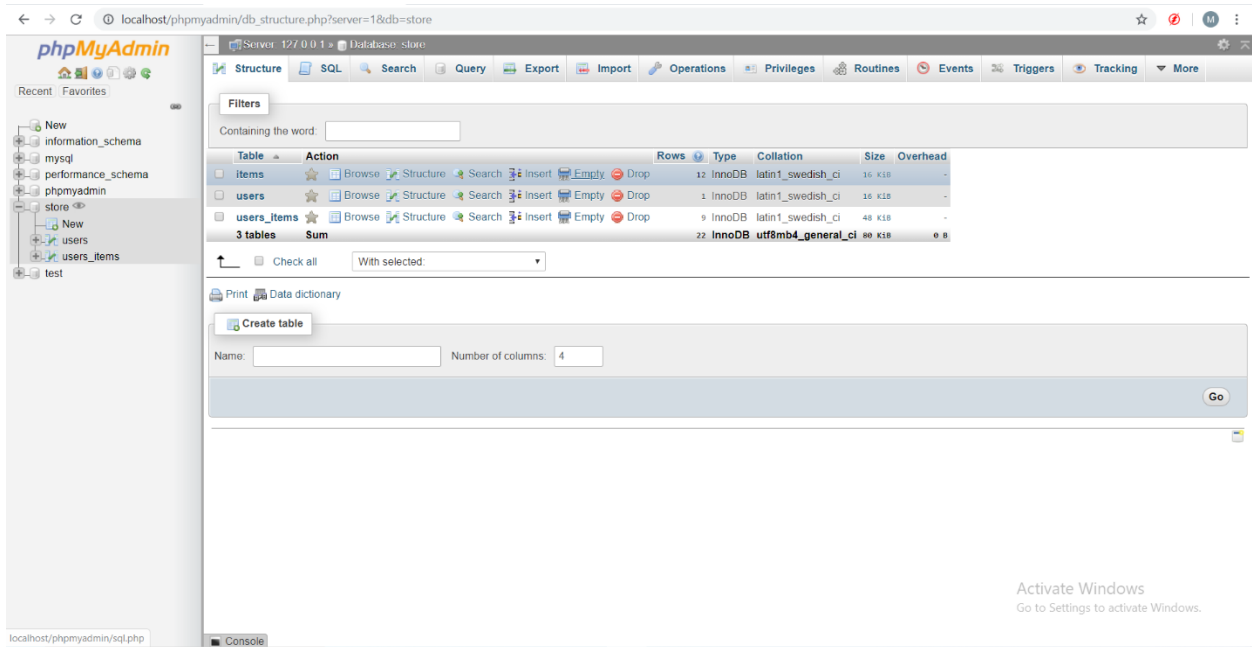 localhost/phpmyadmin/db_structure.php?server=1&db=store
M
phpMyAdmin
Recent Favorites
New
information_schema
mysql
performance_schema
phpmyadmin
store
New
users
users_items
test
Server: 127.0.0.1 » Database: store
Structure SQL Search Query Export Import Operations Privileges Routines Events Triggers Tracking More
Filters
Containing the word:
Table Action Rows Type Collation Size Overhead
items Browse Structure Search Insert Empty Drop 12 InnoDB latin1_swedish_ci 16 KiB -
users Browse Structure Search Insert Empty Drop 1 InnoDB latin1_swedish_ci 16 KiB -
users_items Browse Structure Search Insert Empty Drop 9 InnoDB latin1_swedish_ci 48 KiB -
3 tables Sum 22 InnoDB utf8mb4_general_ci 80 KiB 0 B
Check all With selected:
Print Data dictionary
Create table
Name: Number of columns: 4
Go
Activate Windows
Go to Settings to activate Windows.
localhost/phpmyadmin/sql.php
Console